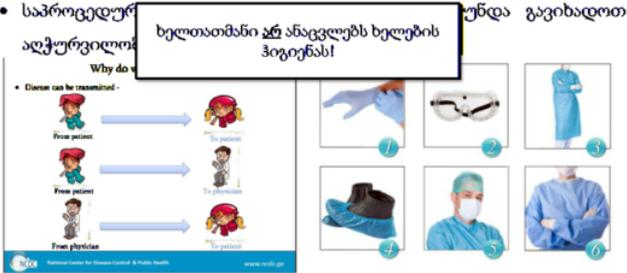 • საპროცედურ
უნდა გავიხადოთ
აღჭურვილობ
ხელთათმანი არ ანაცვლებს ხელების
ჰიგიენას!
Why do w
• Disease can be transmitted -
From patient
To patient
From patient
To physician
From physician
To patient
1
2
3
4
5
6
NCDC
National Center for Disease Control & Public Health
www.ncdc.ge